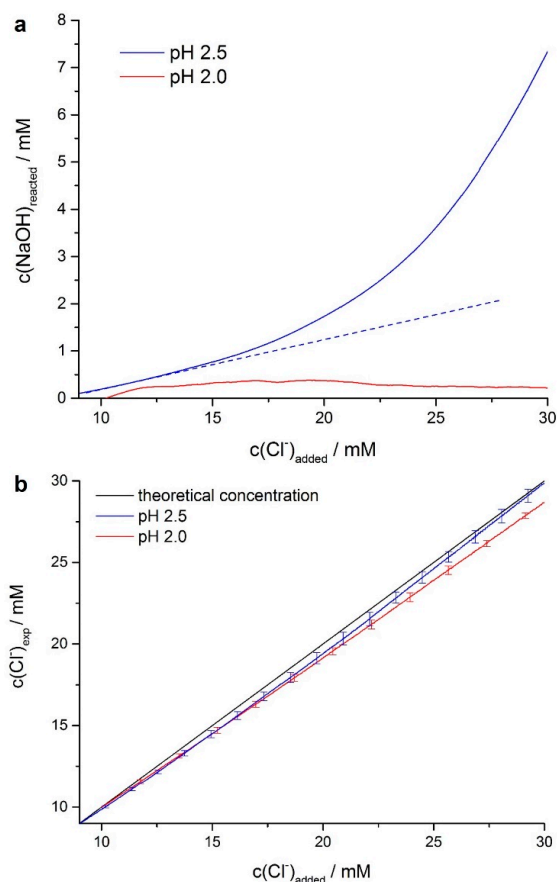 a
pH 2.5
pH 2.0
8
7
6
5
4
3
2
1
0
c(NaOH)reacted / mM
10 15 20 25 30
c(Cl⁻)added / mM
b
theoretical concentration
pH 2.5
pH 2.0
30
25
20
15
10
c(Cl⁻)exp / mM
10 15 20 25 30
c(Cl⁻)added / mM